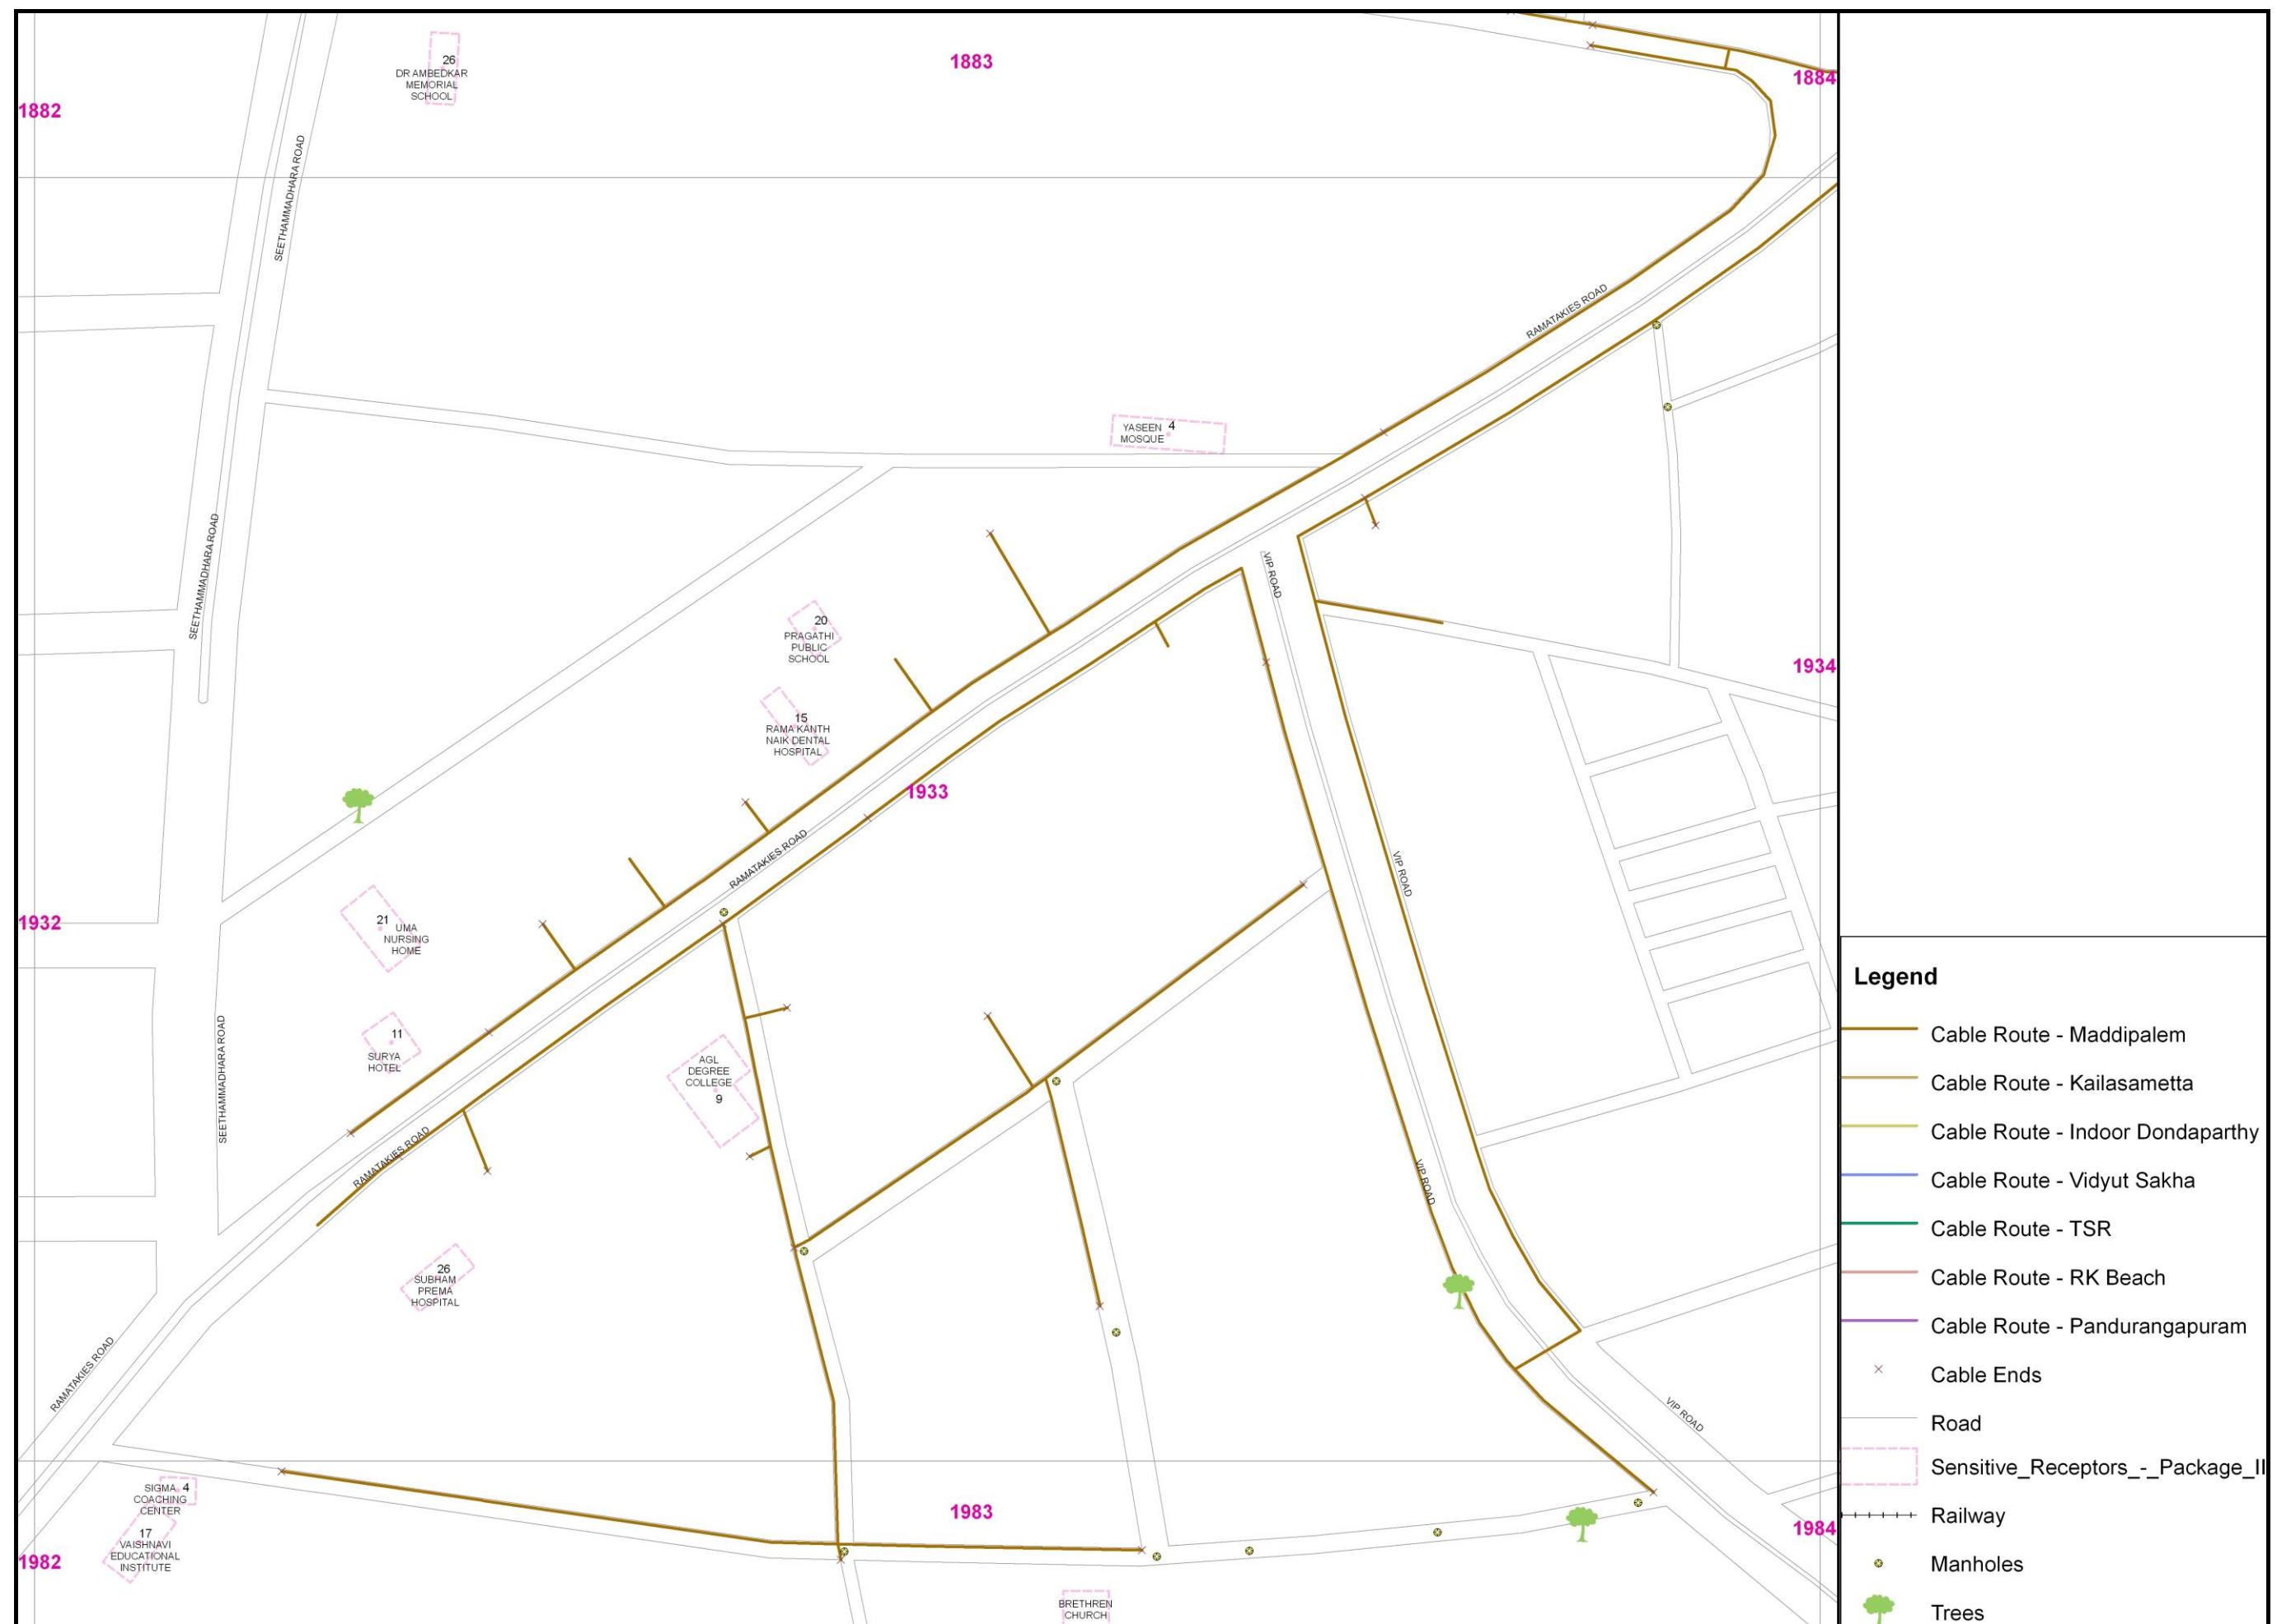 26
DR AMBEDKAR
MEMORIAL
SCHOOL
1883
1884
1882
SEETHAMMADHARA ROAD
RAMATAKIES ROAD
YASEEN 4
MOSQUE
SEETHAMMADHARA ROAD
VIP ROAD
20
PRAGATHI
PUBLIC
SCHOOL
1934
15
RAMA KANTH
NAIK DENTAL
HOSPITAL
1933
RAMATAKIES ROAD
VIP ROAD
1932
21
UMA
NURSING
HOME
11
SURYA
HOTEL
SEETHAMMADHARA ROAD
AGL
DEGREE
COLLEGE
9
RAMATAKIES ROAD
VIP ROAD
26
SUBHAM
PREMA
HOSPITAL
RAMATAKIES ROAD
VIP ROAD
SIGMA 4
COACHING
CENTER
17
VAISHNAVI
EDUCATIONAL
INSTITUTE
1982
1983
1984
BRETHREN
CHURCH
Legend
Cable Route - Maddipalem
Cable Route - Kailasametta
Cable Route - Indoor Dondaparthy
Cable Route - Vidyut Sakha
Cable Route - TSR
Cable Route - RK Beach
Cable Route - Pandurangapuram
Cable Ends
Road
Sensitive_Receptors_-_Package_II
Railway
Manholes
Trees